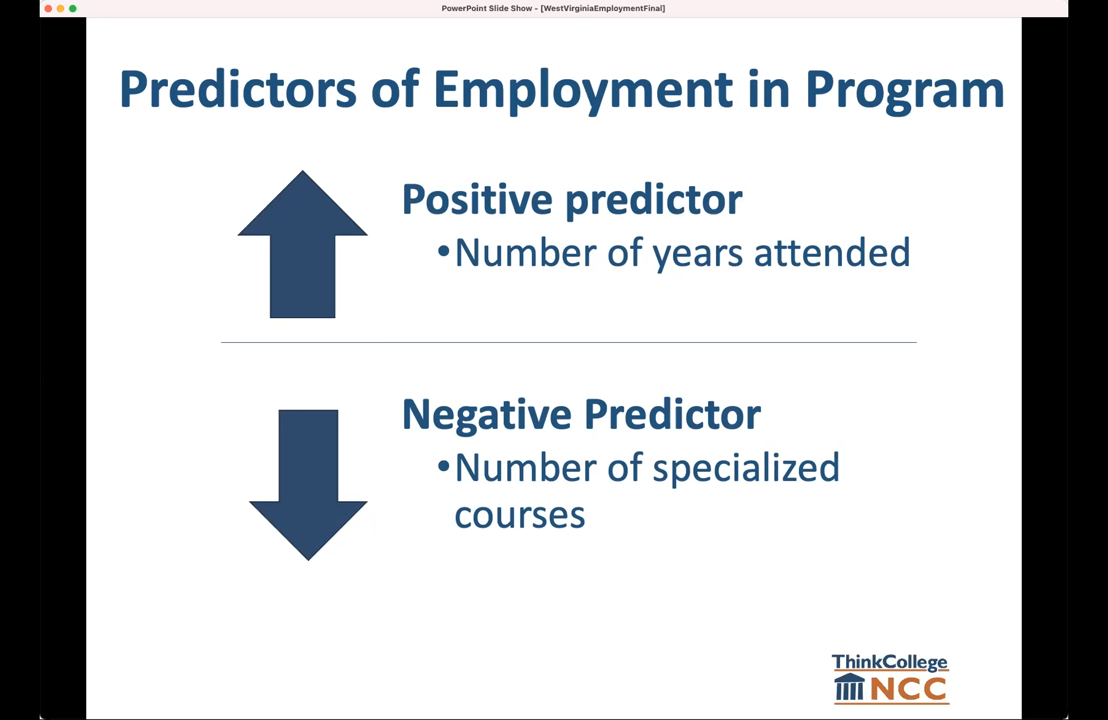 PowerPoint Slide Show - [WestVirginiaEmploymentFinal]
Predictors of Employment in Program
Positive predictor
•Number of years attended
Negative Predictor
•Number of specialized
courses
ThinkCollege
NCC